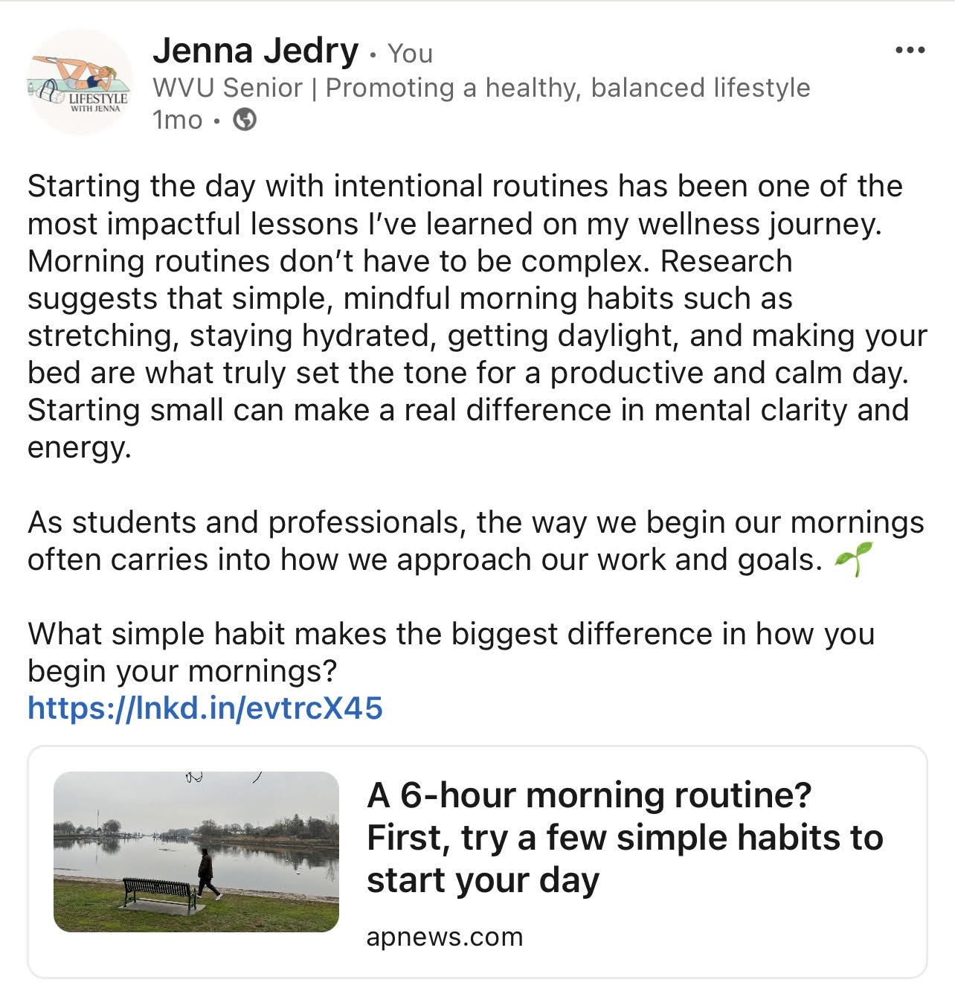 Jenna Jedry • You
WVU Senior | Promoting a healthy, balanced lifestyle
1mo •
LIFESTYLE
WITH JENNA
Starting the day with intentional routines has been one of the
most impactful lessons I’ve learned on my wellness journey.
Morning routines don’t have to be complex. Research
suggests that simple, mindful morning habits such as
stretching, staying hydrated, getting daylight, and making your
bed are what truly set the tone for a productive and calm day.
Starting small can make a real difference in mental clarity and
energy.
As students and professionals, the way we begin our mornings
often carries into how we approach our work and goals. 🌱
What simple habit makes the biggest difference in how you
begin your mornings?
https://lnkd.in/evtrcX45
A 6-hour morning routine?
First, try a few simple habits to
start your day
apnews.com